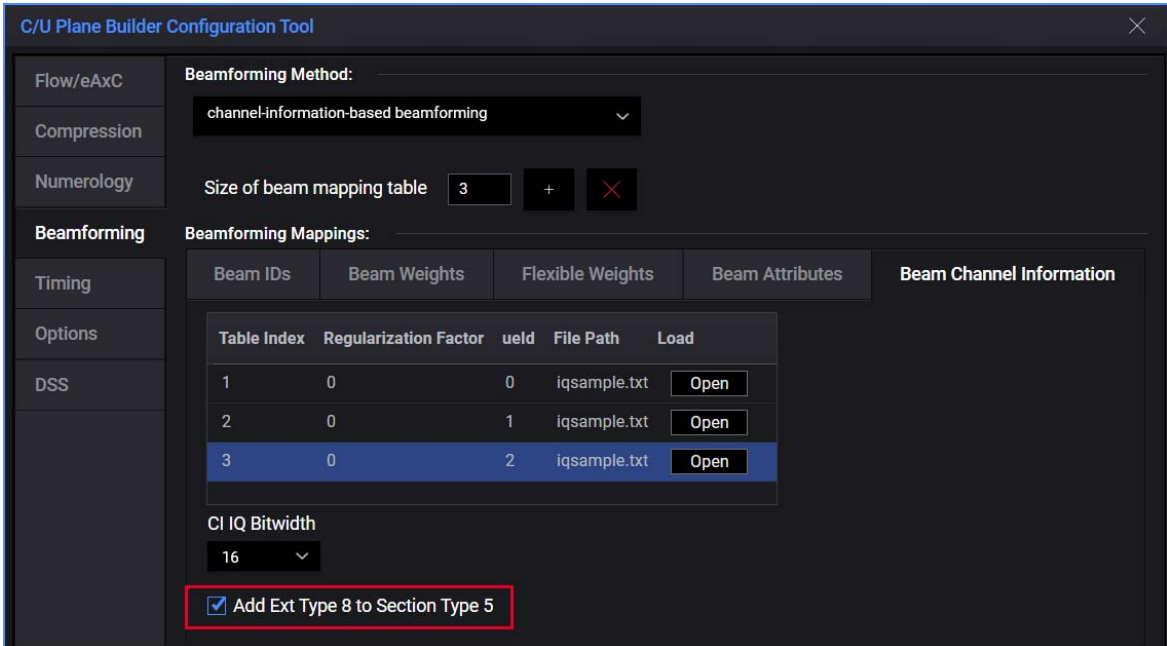 C/U Plane Builder Configuration Tool
Flow/eAxC
Compression
Numerology
Beamforming
Timing
Options
DSS
Beamforming Method:
channel-information-based beamforming
Size of beam mapping table 3 +
Beamforming Mappings:
Beam IDs Beam Weights Flexible Weights Beam Attributes Beam Channel Information
Table Index Regularization Factor ueId File Path Load
1 0 0 iqsample.txt Open
2 0 1 iqsample.txt Open
3 0 2 iqsample.txt Open
CI IQ Bitwidth
16
Add Ext Type 8 to Section Type 5